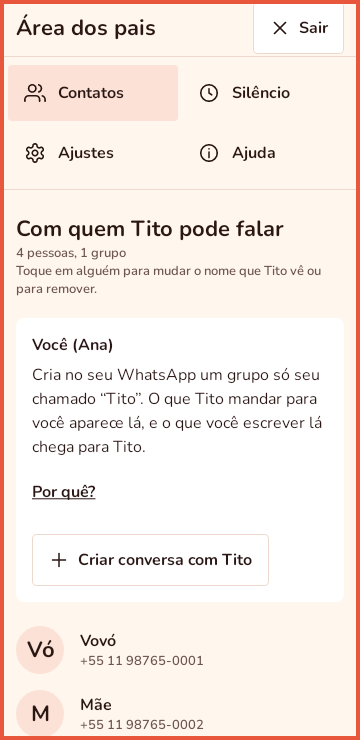 Área dos pais
Sair
Contatos
Silêncio
Ajustes
Ajuda
Com quem Tito pode falar
4 pessoas, 1 grupo
Toque em alguém para mudar o nome que Tito vê ou
para remover.
Você (Ana)
Cria no seu WhatsApp um grupo só seu
chamado “Tito”. O que Tito mandar para
você aparece lá, e o que você escrever lá
chega para Tito.
Por quê?
Criar conversa com Tito
Vó
Vovó
+55 11 98765-0001
M
Mãe
+55 11 98765-0002